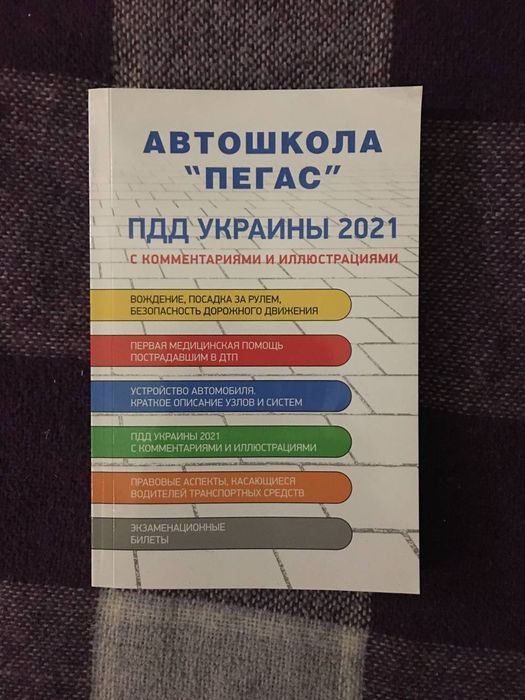 АВТОШКОЛА
"ПЕГАС"
ПДД УКРАИНЫ 2021
С КОММЕНТАРИЯМИ И ИЛЛЮСТРАЦИЯМИ
ВОЖДЕНИЕ, ПОСАДКА ЗА РУЛЕМ,
БЕЗОПАСНОСТЬ ДОРОЖНОГО ДВИЖЕНИЯ
ПЕРВАЯ МЕДИЦИНСКАЯ ПОМОЩЬ
ПОСТРАДАВШИМ В ДТП
УСТРОЙСТВО АВТОМОБИЛЯ.
КРАТКОЕ ОПИСАНИЕ УЗЛОВ И СИСТЕМ
ПДД УКРАИНЫ 2021
С КОММЕНТАРИЯМИ И ИЛЛЮСТРАЦИЯМИ
ПРАВОВЫЕ АСПЕКТЫ, КАСАЮЩИЕСЯ
ВОДИТЕЛЕЙ ТРАНСПОРТНЫХ СРЕДСТВ
ЭКЗАМЕНАЦИОННЫЕ
БИЛЕТЫ